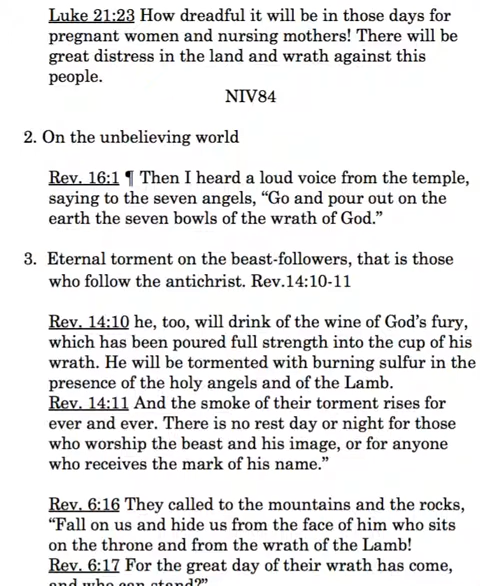 Luke 21:23 How dreadful it will be in those days for
pregnant women and nursing mothers! There will be
great distress in the land and wrath against this
people.
NIV84
2. On the unbelieving world
Rev. 16:1 ¶ Then I heard a loud voice from the temple,
saying to the seven angels, “Go and pour out on the
earth the seven bowls of the wrath of God.”
3. Eternal torment on the beast-followers, that is those
who follow the antichrist. Rev.14:10-11
Rev. 14:10 he, too, will drink of the wine of God’s fury,
which has been poured full strength into the cup of his
wrath. He will be tormented with burning sulfur in the
presence of the holy angels and of the Lamb.
Rev. 14:11 And the smoke of their torment rises for
ever and ever. There is no rest day or night for those
who worship the beast and his image, or for anyone
who receives the mark of his name.”
Rev. 6:16 They called to the mountains and the rocks,
“Fall on us and hide us from the face of him who sits
on the throne and from the wrath of the Lamb!
Rev. 6:17 For the great day of their wrath has come,
and who can stand?”